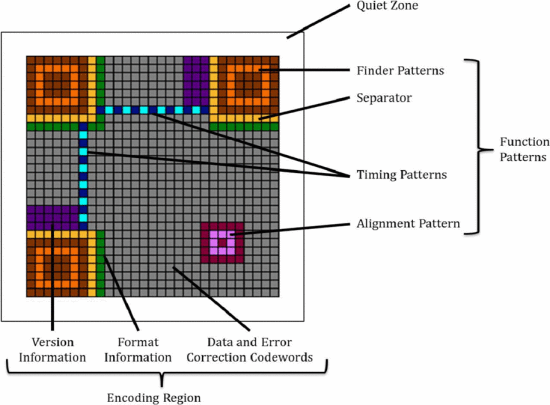 Quiet Zone
Finder Patterns
Separator
Function
Patterns
Timing Patterns
Alignment Pattern
Version
Information
Format
Information
Data and Error
Correction Codewords
Encoding Region